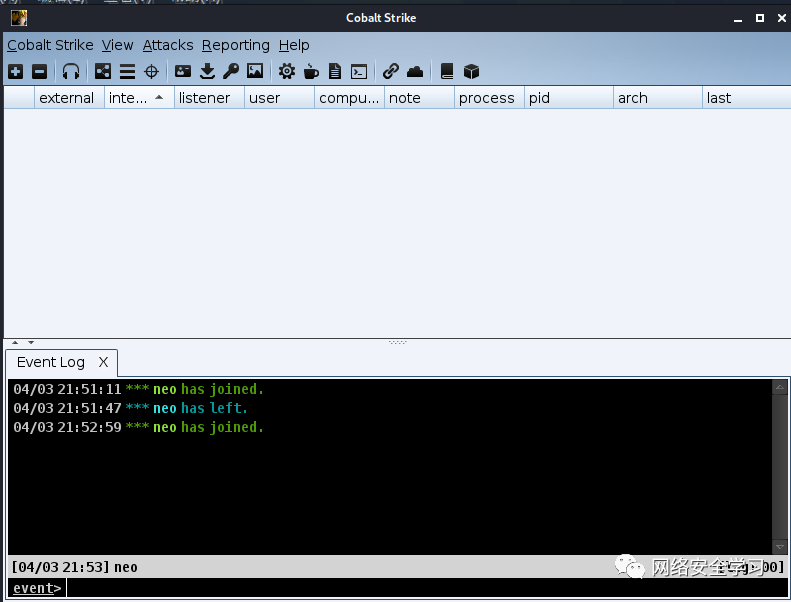 Cobalt Strike
Cobalt Strike View Attacks Reporting Help
external inte... listener user compu... note process pid arch last
Event Log X
04/03 21:51:11 *** neo has joined.
04/03 21:51:47 *** neo has left.
04/03 21:52:59 *** neo has joined.
[04/03 21:53] neo 00]
网络安全学习
event>